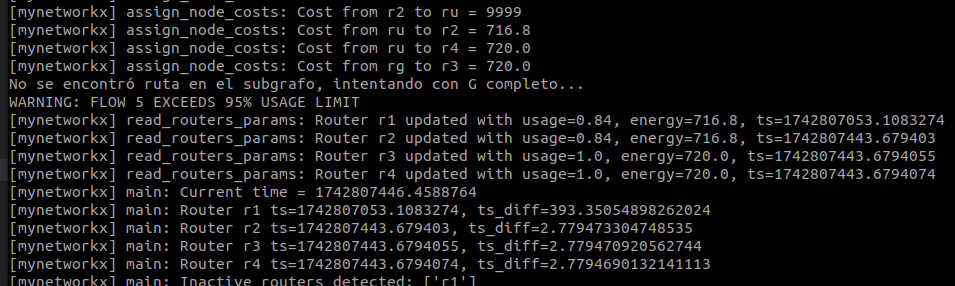 [mynetworkx] assign_node_costs: Cost from r2 to ru = 9999
[mynetworkx] assign_node_costs: Cost from ru to r2 = 716.8
[mynetworkx] assign_node_costs: Cost from ru to r4 = 720.0
[mynetworkx] assign_node_costs: Cost from rg to r3 = 720.0
No se encontró ruta en el subgrafo, intentando con G completo...
WARNING: FLOW 5 EXCEEDS 95% USAGE LIMIT
[mynetworkx] read_routers_params: Router r1 updated with usage=0.84, energy=716.8, ts=1742807053.1083274
[mynetworkx] read_routers_params: Router r2 updated with usage=0.84, energy=716.8, ts=1742807443.679403
[mynetworkx] read_routers_params: Router r3 updated with usage=1.0, energy=720.0, ts=1742807443.6794055
[mynetworkx] read_routers_params: Router r4 updated with usage=1.0, energy=720.0, ts=1742807443.6794074
[mynetworkx] main: Current time = 1742807446.4588764
[mynetworkx] main: Router r1 ts=1742807053.1083274, ts_diff=393.35054898262024
[mynetworkx] main: Router r2 ts=1742807443.679403, ts_diff=2.779473304748535
[mynetworkx] main: Router r3 ts=1742807443.6794055, ts_diff=2.779470920562744
[mynetworkx] main: Router r4 ts=1742807443.6794074, ts_diff=2.7794690132141113
[mynetworkx] main: Inactive routers detected: ['r1']